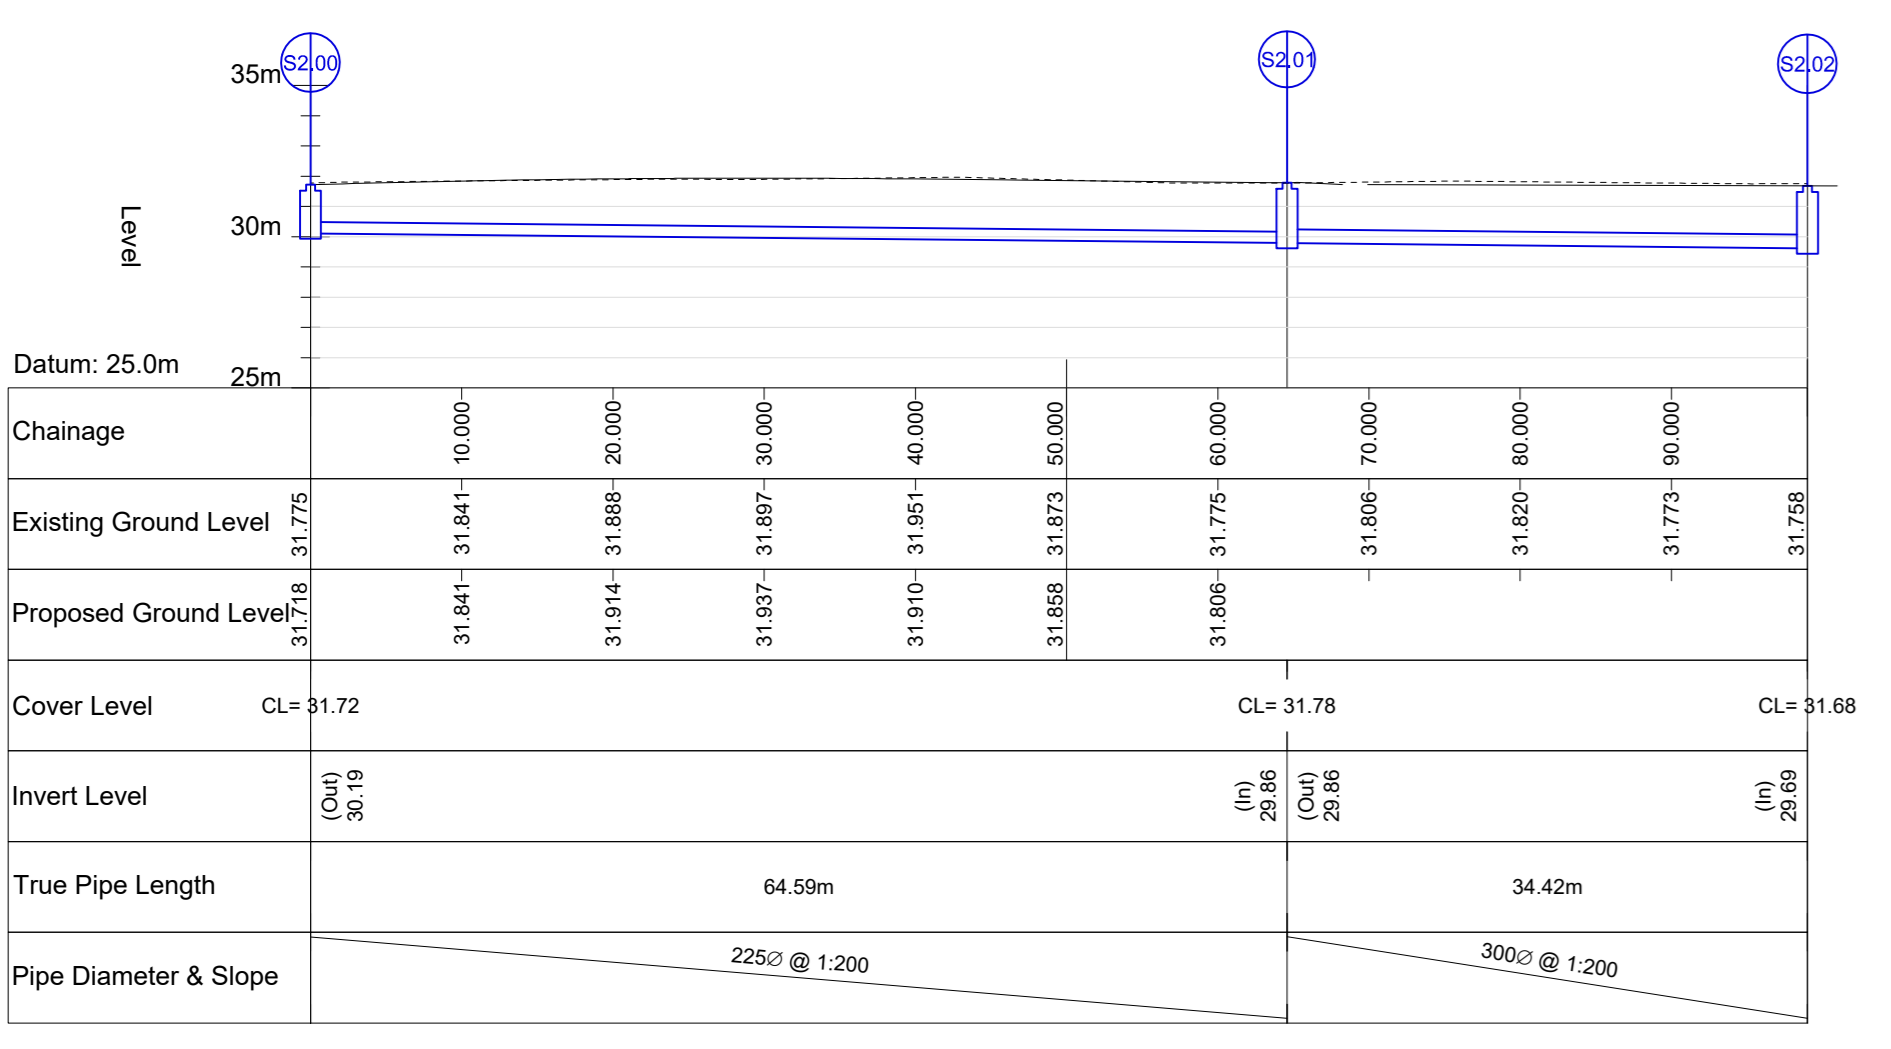 S2.00
S2.01
S2.02
35m
30m
25m
Level
Datum: 25.0m
Chainage
10.000
20.000
30.000
40.000
50.000
60.000
70.000
80.000
90.000
Existing Ground Level
31.775
31.841
31.888
31.897
31.951
31.873
31.775
31.806
31.820
31.773
31.758
Proposed Ground Level
31.718
31.841
31.914
31.937
31.910
31.858
31.806
Cover Level
CL= 31.72
CL= 31.78
CL= 31.68
Invert Level
(Out)
30.19
(In)
29.86
(Out)
29.86
(In)
29.69
True Pipe Length
64.59m
34.42m
Pipe Diameter & Slope
225∅ @ 1:200
300∅ @ 1:200